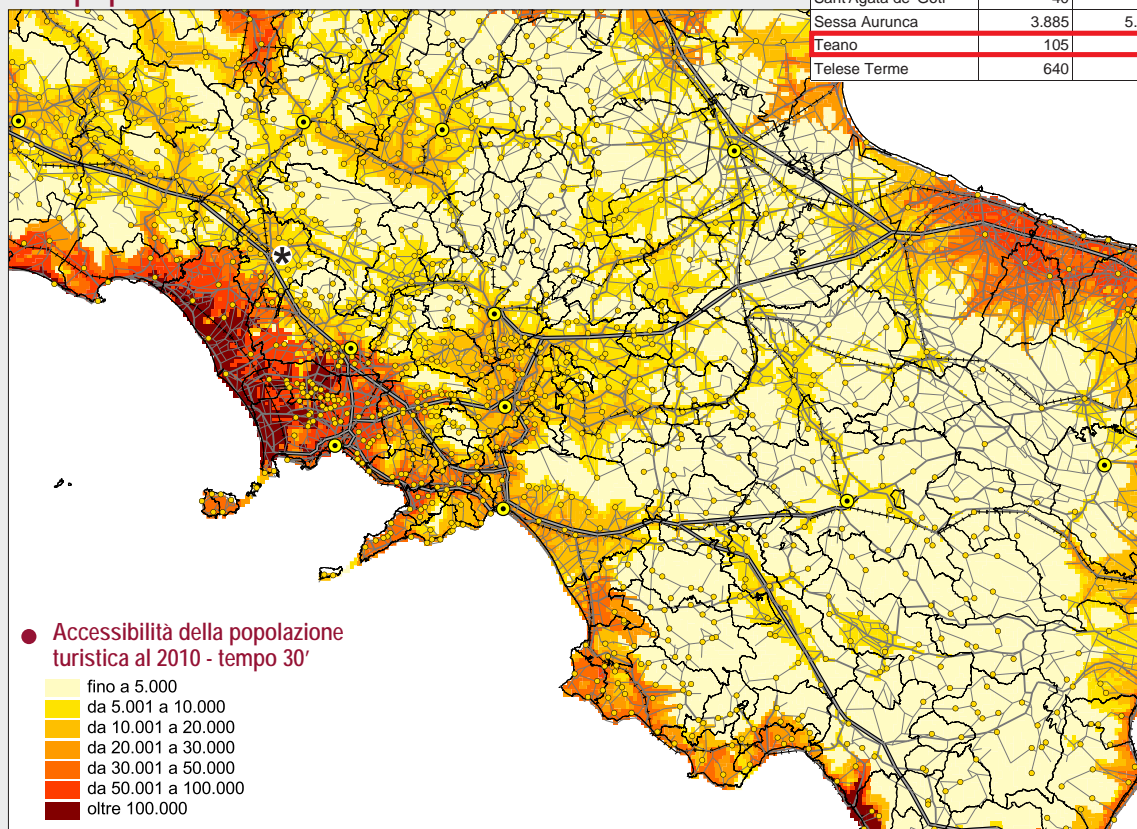 Sessa Aurunca 3.885 5.
Teano 105
Telese Terme 640
*
● Accessibilità della popolazione
turistica al 2010 - tempo 30'
fino a 5.000
da 5.001 a 10.000
da 10.001 a 20.000
da 20.001 a 30.000
da 30.001 a 50.000
da 50.001 a 100.000
oltre 100.000